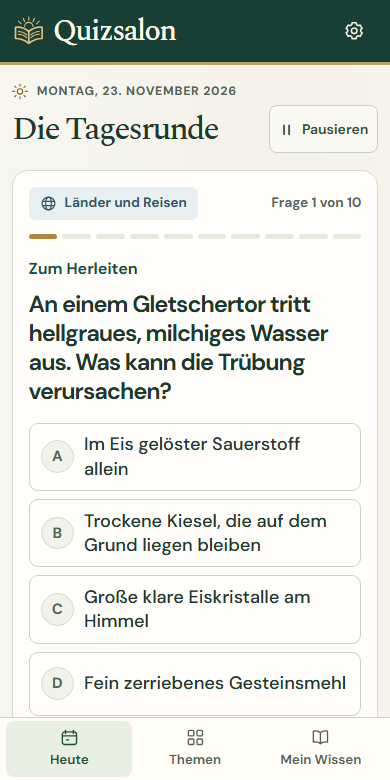 Quizsalon
MONTAG, 23. NOVEMBER 2026
Die Tagesrunde
Pausieren
Länder und Reisen
Frage 1 von 10
Zum Herleiten
An einem Gletschertor tritt
hellgraues, milchiges Wasser
aus. Was kann die Trübung
verursachen?
A
Im Eis gelöster Sauerstoff
allein
B
Trockene Kiesel, die auf dem
Grund liegen bleiben
C
Große klare Eiskristalle am
Himmel
D
Fein zerriebenes Gesteinsmehl
Heute
Themen
Mein Wissen